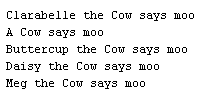 Clarabelle the Cow says moo
A Cow says moo
Buttercup the Cow says moo
Daisy the Cow says moo
Meg the Cow says moo